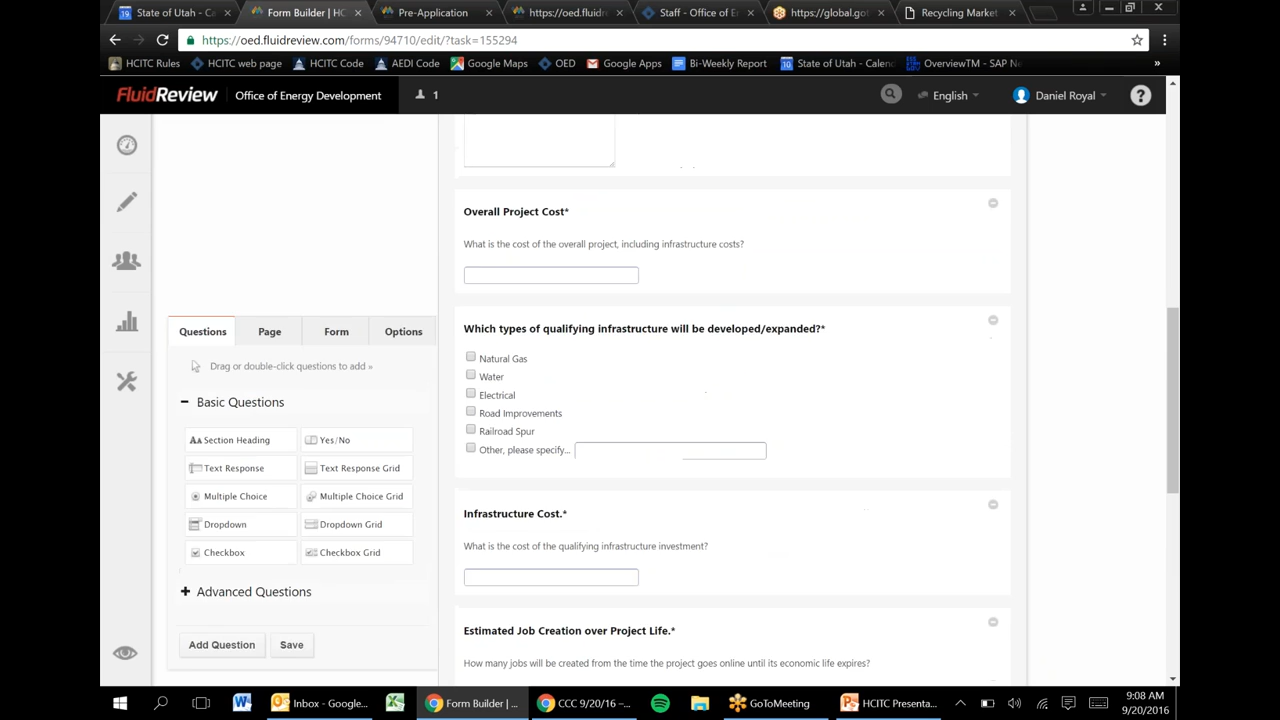 State of Utah - Ca
Form Builder | HC
Pre-Application
https://oed.fluidre
Staff - Office of En
https://global.got
Recycling Market
https://oed.fluidreview.com/forms/94710/edit/?task=155294
HCITC Rules
HCITC web page
HCITC Code
AEDI Code
Google Maps
OED
Google Apps
Bi-Weekly Report
State of Utah - Calend
OverviewTM - SAP Ne
»
FluidReview
Office of Energy Development
1
English
Daniel Royal
?
Overall Project Cost*
What is the cost of the overall project, including infrastructure costs?
Questions
Page
Form
Options
Drag or double-click questions to add »
Basic Questions
Section Heading
Yes/No
Text Response
Text Response Grid
Multiple Choice
Multiple Choice Grid
Dropdown
Dropdown Grid
Checkbox
Checkbox Grid
Advanced Questions
Add Question
Save
Which types of qualifying infrastructure will be developed/expanded?*
Natural Gas
Water
Electrical
Road Improvements
Railroad Spur
Other, please specify...
Infrastructure Cost.*
What is the cost of the qualifying infrastructure investment?
Estimated Job Creation over Project Life.*
How many jobs will be created from the time the project goes online until its economic life expires?
Inbox - Google...
Form Builder | ...
CCC 9/20/16 –...
GoToMeeting
HCITC Presenta...
9:08 AM
9/20/2016